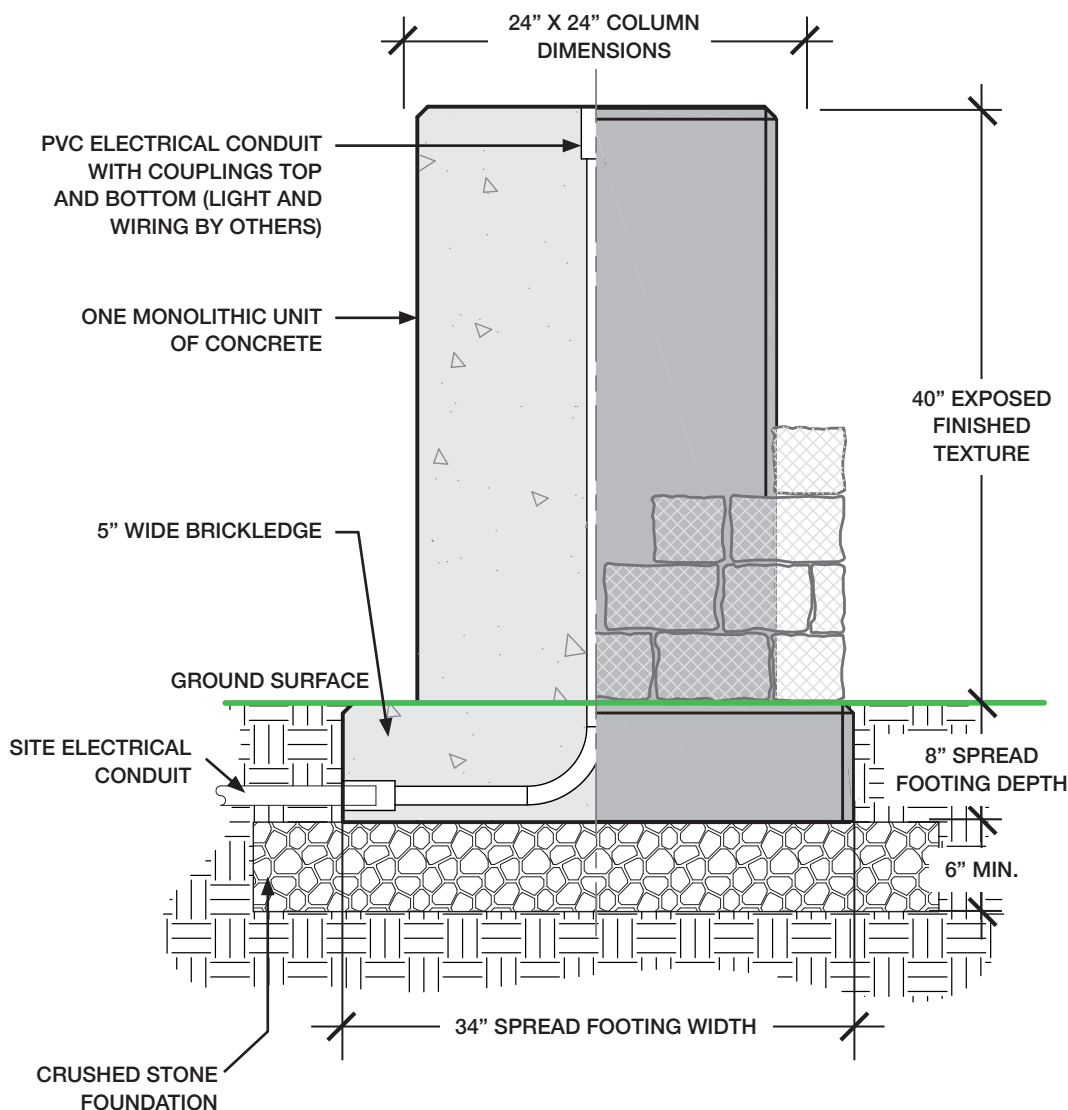 24” X 24” COLUMN
DIMENSIONS
PVC ELECTRICAL CONDUIT
WITH COUPLINGS TOP
AND BOTTOM (LIGHT AND
WIRING BY OTHERS)
ONE MONOLITHIC UNIT
OF CONCRETE
40” EXPOSED
FINISHED
TEXTURE
5” WIDE BRICKLEDGE
GROUND SURFACE
SITE ELECTRICAL
CONDUIT
8” SPREAD
FOOTING DEPTH
6” MIN.
34” SPREAD FOOTING WIDTH
CRUSHED STONE
FOUNDATION